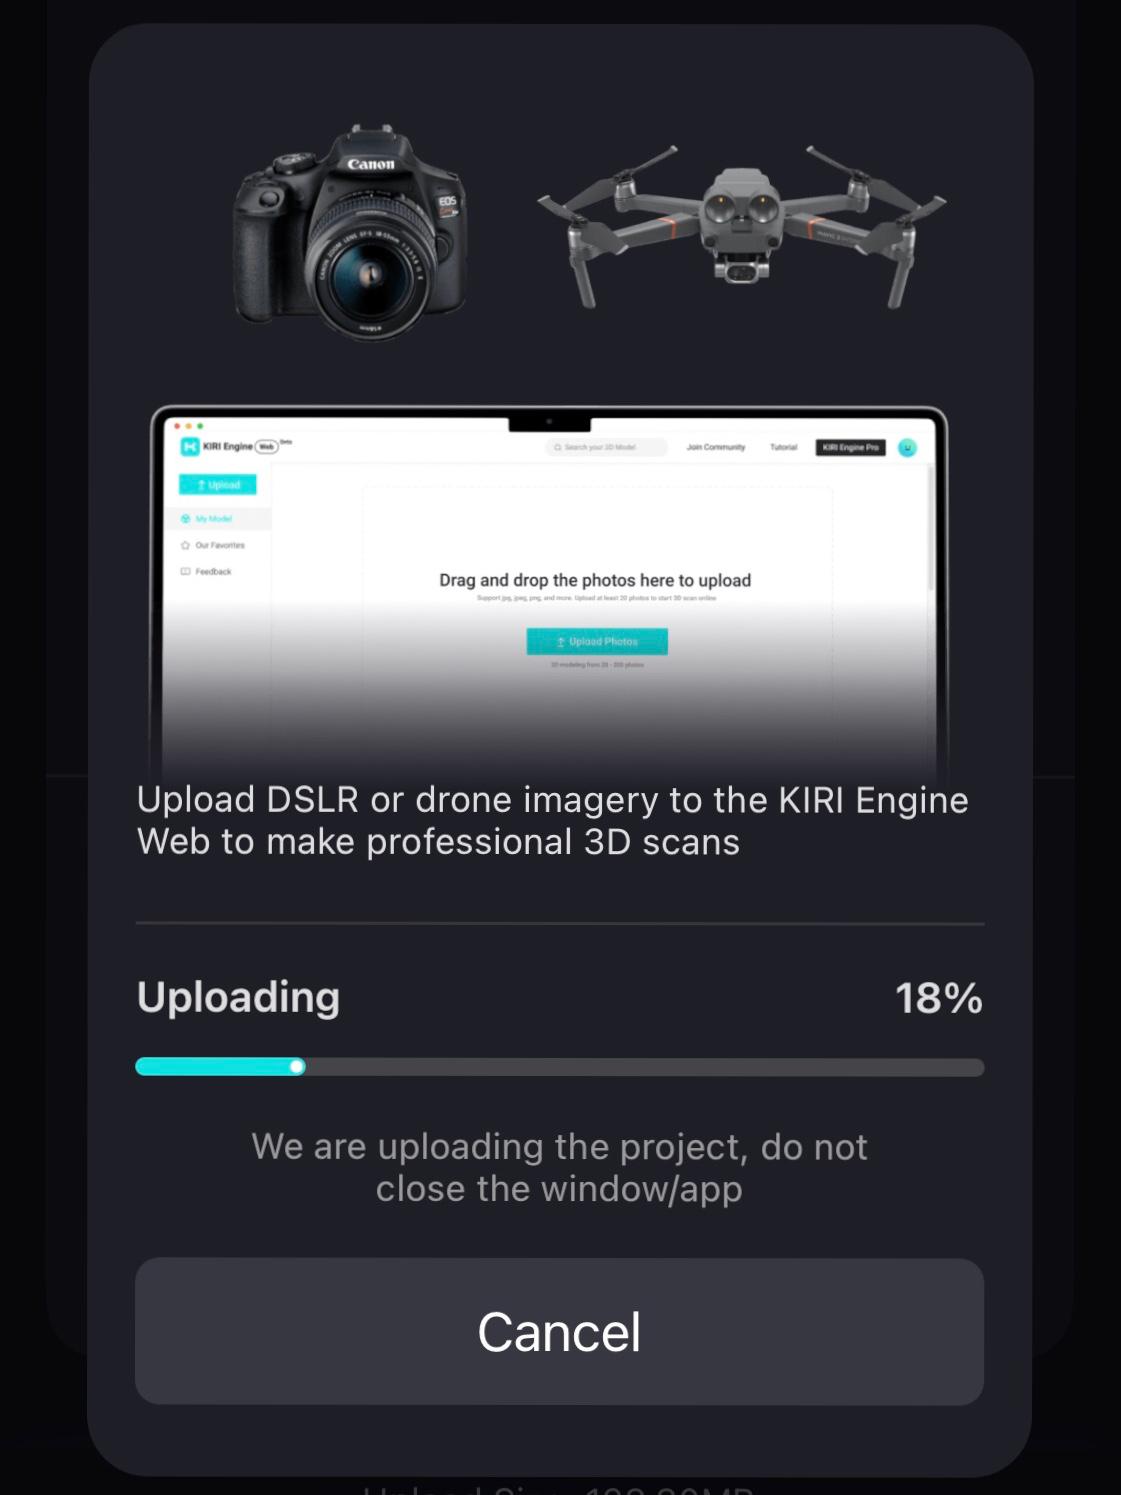 Canon
EOS
KIRI Engine Web Beta
Search your 3D Model
Join Community
Tutorial
KIRI Engine Pro
Upload
My Model
Our Favorites
Feedback
Drag and drop the photos here to upload
Support jpg, jpeg, png, and more. Upload at least 20 photos to start 3D scan online
Upload Photos
3D modeling from 20 - 200 photos
Upload DSLR or drone imagery to the KIRI Engine
Web to make professional 3D scans
Uploading
18%
We are uploading the project, do not
close the window/app
Cancel